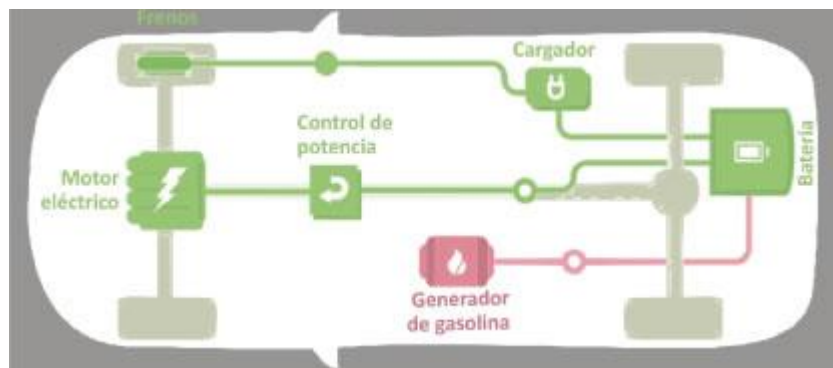 Frenos
Cargador
Control de
potencia
Motor
eléctrico
Batería
Generador
de gasolina